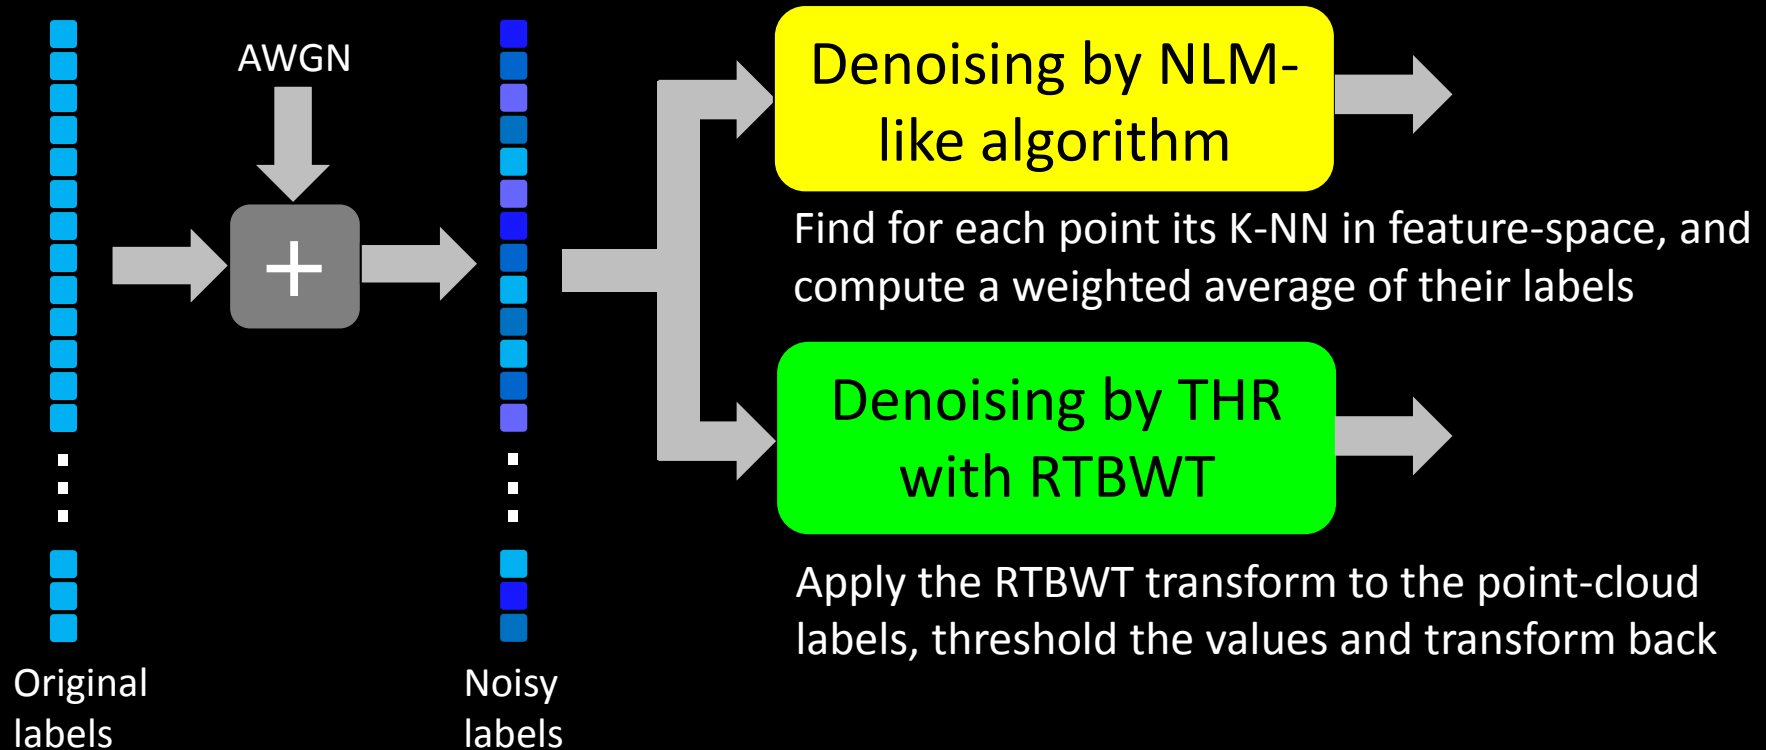 AWGN
+
Original
labels
Noisy
labels
Denoising by NLM-
like algorithm
Find for each point its K-NN in feature-space, and
compute a weighted average of their labels
Denoising by THR
with RTBWT
Apply the RTBWT transform to the point-cloud
labels, threshold the values and transform back